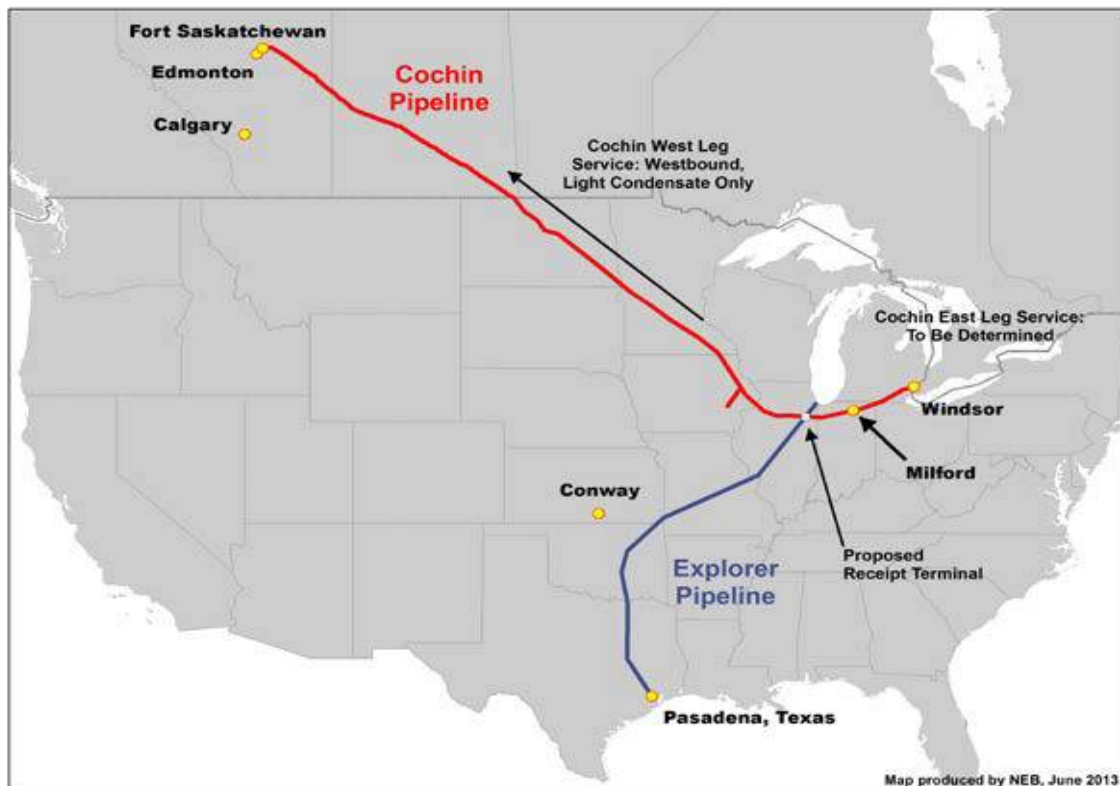 Fort Saskatchewan
Edmonton
Calgary
Cochin
Pipeline
Cochin West Leg
Service: Westbound,
Light Condensate Only
Cochin East Leg Service:
To Be Determined
Windsor
Milford
Conway
Proposed
Receipt Terminal
Explorer
Pipeline
Pasadena, Texas
Map produced by NEB, June 2013